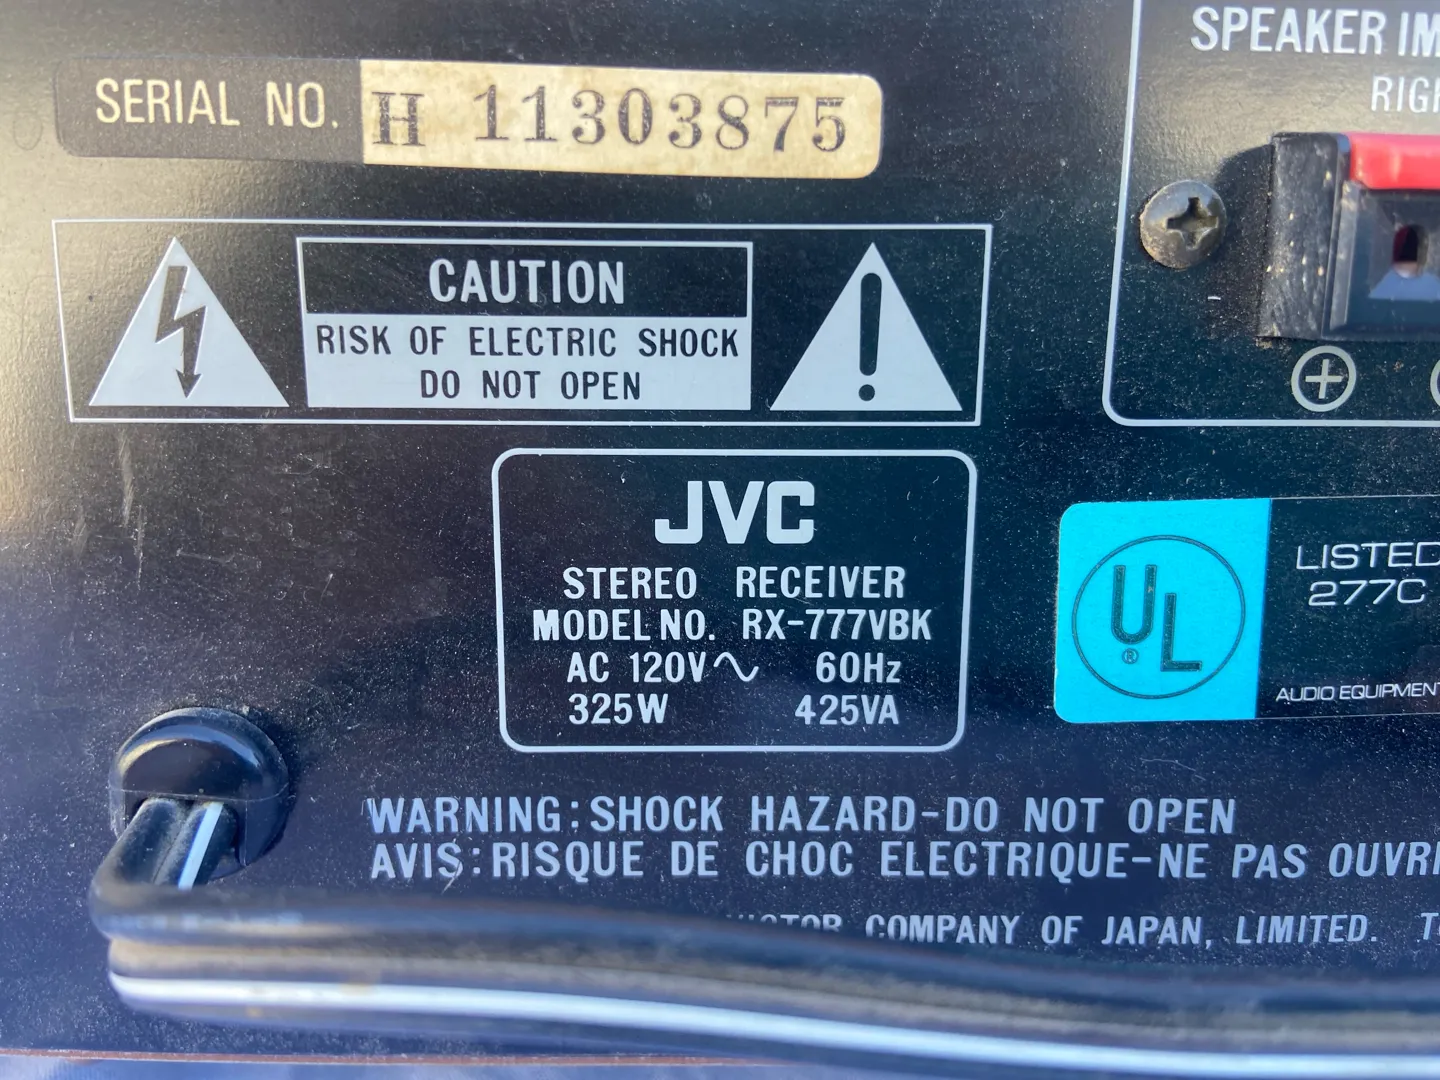 SPEAKER IM
RIGH
SERIAL NO. H 11303875
CAUTION
RISK OF ELECTRIC SHOCK
DO NOT OPEN
JVC
STEREO RECEIVER
MODEL NO. RX-777VBK
AC 120V∿ 60Hz
325W 425VA
UL®
LISTED
277C
AUDIO EQUIPMENT
WARNING:SHOCK HAZARD-DO NOT OPEN
AVIS:RISQUE DE CHOC ELECTRIQUE-NE PAS OUVRI
VICTOR COMPANY OF JAPAN, LIMITED.